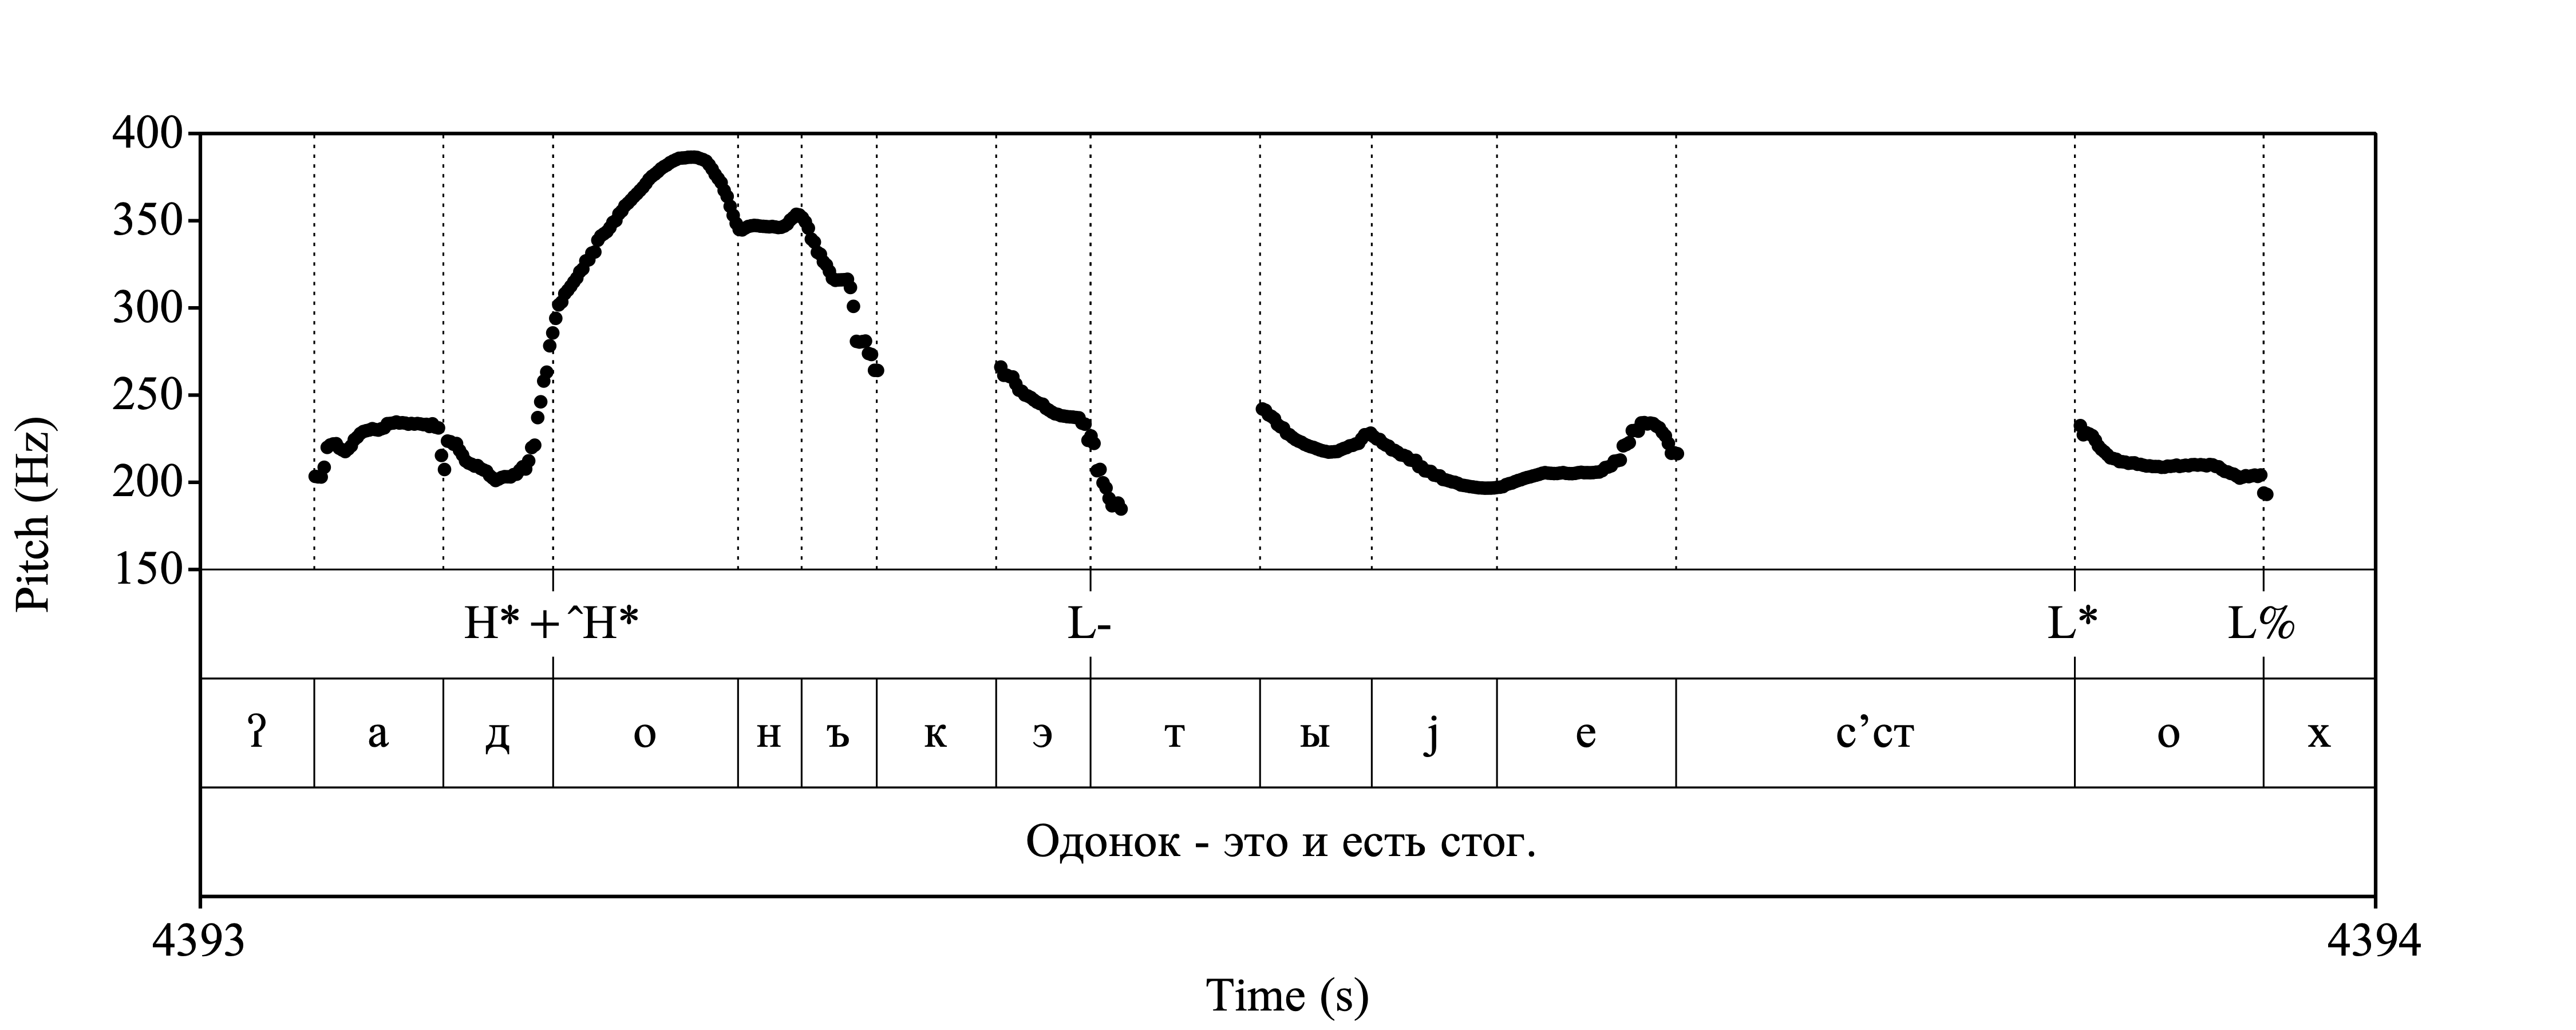 400
350
300
250
200
150
Pitch (Hz)
H* + ^H* L- L* L%
ʔ а д о н ъ к э т ы j е с’ст о х
Одонок - это и есть стог.
4393 4394
Time (s)